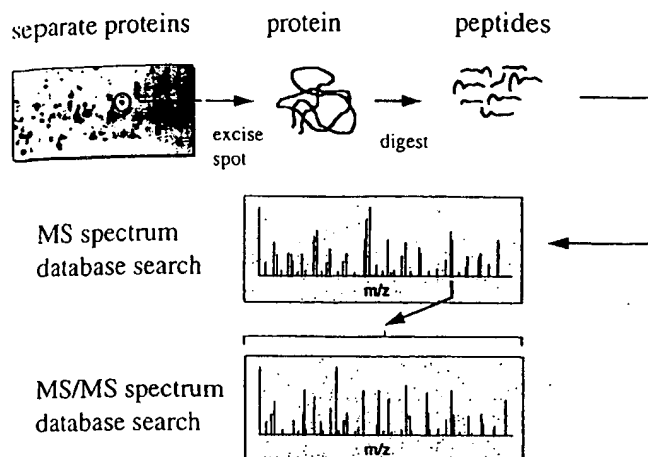 separate proteins
protein
peptides
excise
spot
digest
MS spectrum
database search
m/z
MS/MS spectrum
database search
m/z